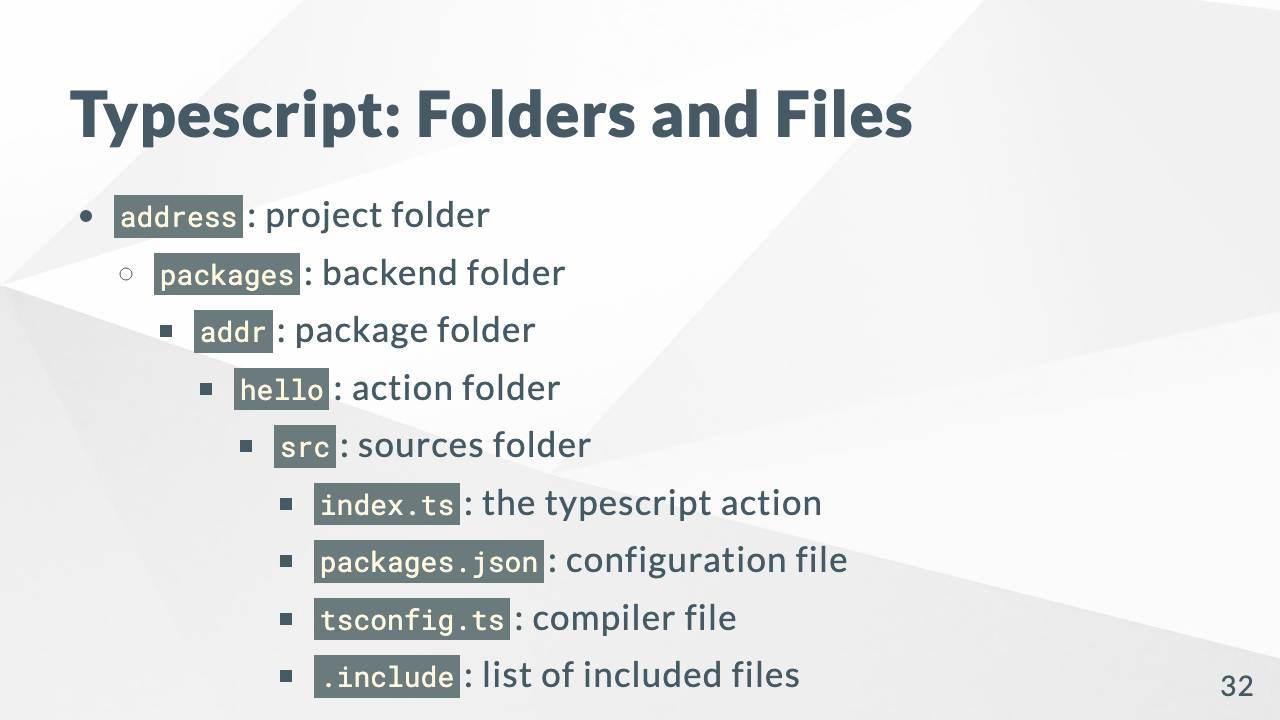 Typescript: Folders and Files
address : project folder
packages : backend folder
addr : package folder
hello : action folder
src : sources folder
index.ts : the typescript action
packages.json : configuration file
tsconfig.ts : compiler file
.include : list of included files
32